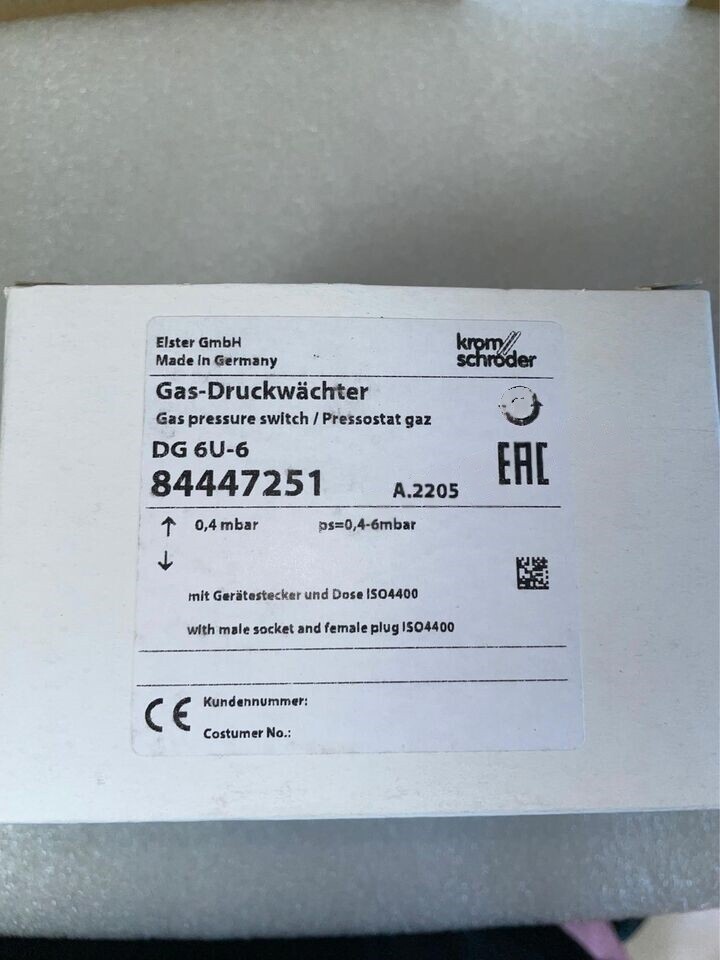 Elster GmbH
Made in Germany
krom
schröder
Gas-Druckwächter
Gas pressure switch / Pressostat gaz
DG 6U-6
84447251
A.2205
EAC
↑ 0,4 mbar ps=0,4-6mbar
↓
mit Gerätestecker und Dose ISO4400
with male socket and female plug ISO4400
CE
Kundennummer:
Costumer No.: